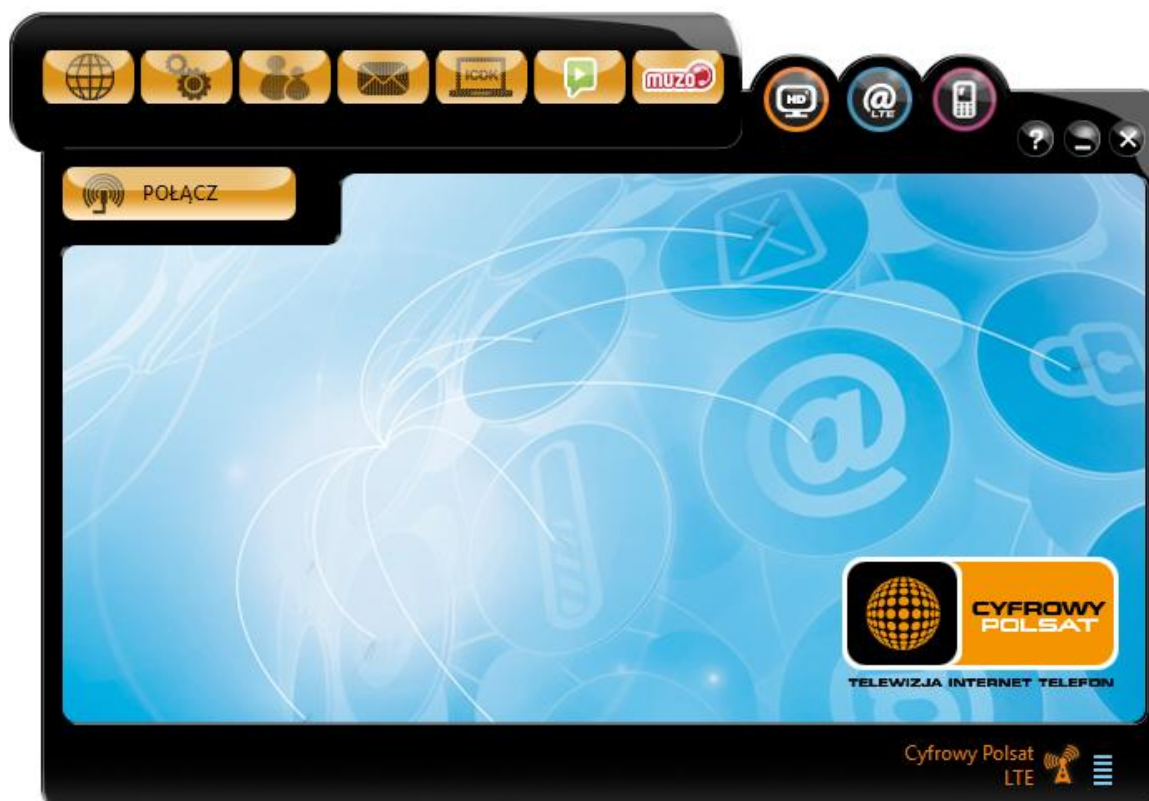 ICOK
muzo
HD
@
LTE
?
POŁĄCZ
@
CYFROWY
POLSAT
TELEWIZJA INTERNET TELEFON
Cyfrowy Polsat
LTE